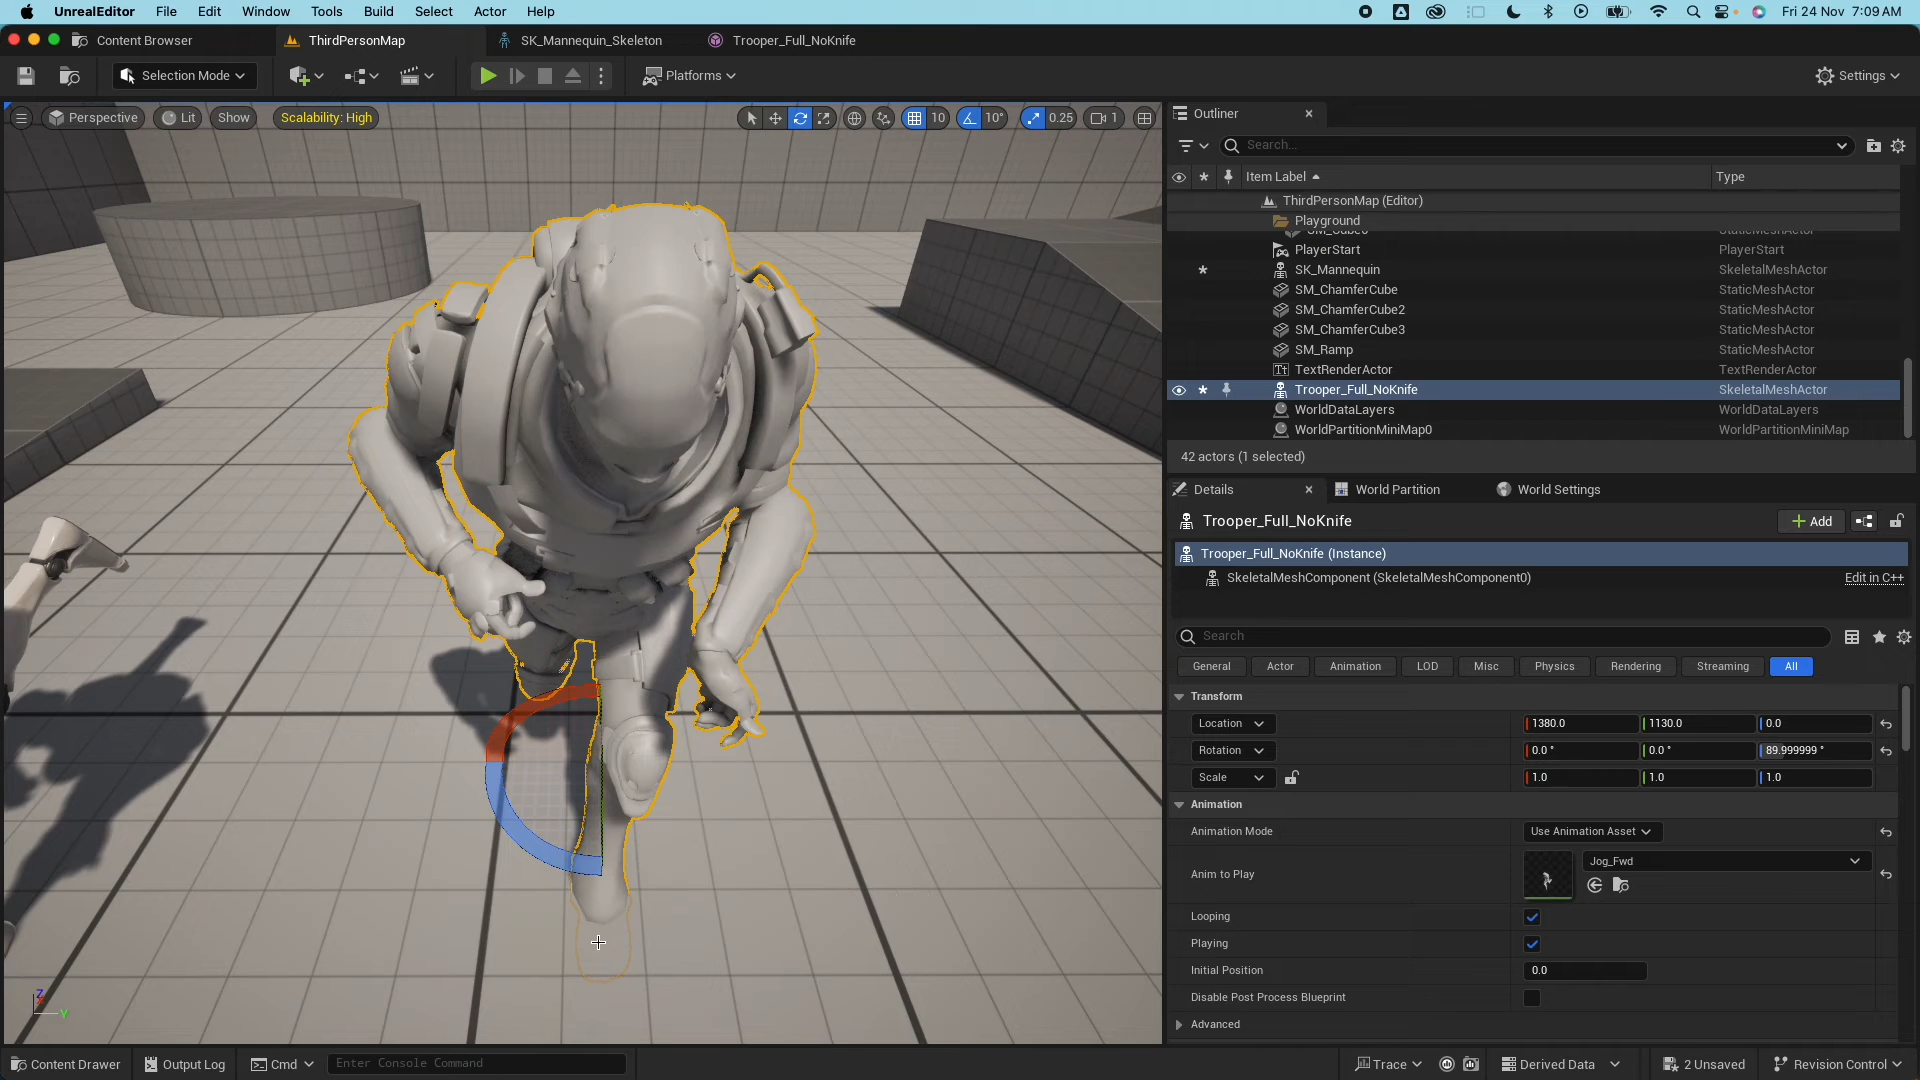 UnrealEditor File Edit Window Tools Build Select Actor Help Fri 24 Nov 7:09 AM
Content Browser ThirdPersonMap SK_Mannequin_Skeleton Trooper_Full_NoKnife
Selection Mode Platforms Settings
Perspective Lit Show Scalability: High 10 10° 0.25 1
Outliner
Search...
Item Label Type
ThirdPersonMap (Editor)
Playground
PlayerStart PlayerStart
SK_Mannequin SkeletalMeshActor
SM_ChamferCube StaticMeshActor
SM_ChamferCube2 StaticMeshActor
SM_ChamferCube3 StaticMeshActor
SM_Ramp StaticMeshActor
TextRenderActor TextRenderActor
Trooper_Full_NoKnife SkeletalMeshActor
WorldDataLayers WorldDataLayers
WorldPartitionMiniMap0 WorldPartitionMiniMap
42 actors (1 selected)
Details World Partition World Settings
Trooper_Full_NoKnife Add
Trooper_Full_NoKnife (Instance)
SkeletalMeshComponent (SkeletalMeshComponent0) Edit in C++
Search
General Actor Animation LOD Misc Physics Rendering Streaming All
Transform
Location 1380.0 1130.0 0.0
Rotation 0.0 ° 0.0 ° 89.999999 °
Scale 1.0 1.0 1.0
Animation
Animation Mode Use Animation Asset
Anim to Play Jog_Fwd
Looping
Playing
Initial Position 0.0
Disable Post Process Blueprint
Advanced
Z
Y
Content Drawer Output Log Cmd Enter Console Command Trace Derived Data 2 Unsaved Revision Control